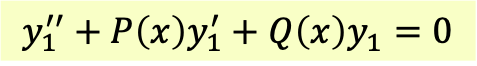 y₁″ + P(x)y₁′ + Q(x)y₁ = 0